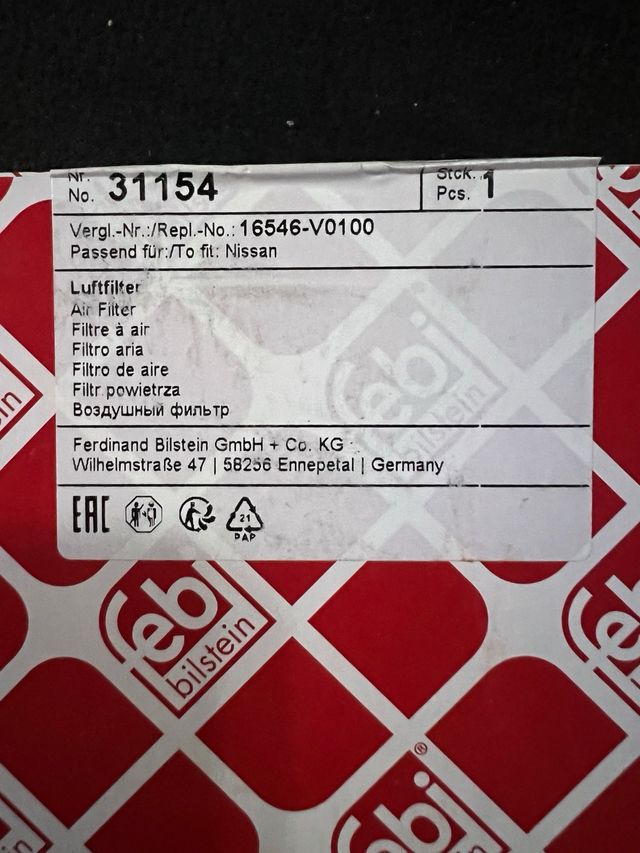 Nr. Stck.
No. 31154 Pcs. 1
Vergl.-Nr.:/Repl.-No.: 16546-V0100
Passend für:/To fit: Nissan
Luftfilter
Air Filter
Filtre à air
Filtro aria
Filtro de aire
Filtr powietrza
Воздушный фильтр
Ferdinand Bilstein GmbH + Co. KG
Wilhelmstraße 47 | 58256 Ennepetal | Germany
EAC
21
PAP
febi
bilstein
febi
bilstein
febi
bilstein
®
febi